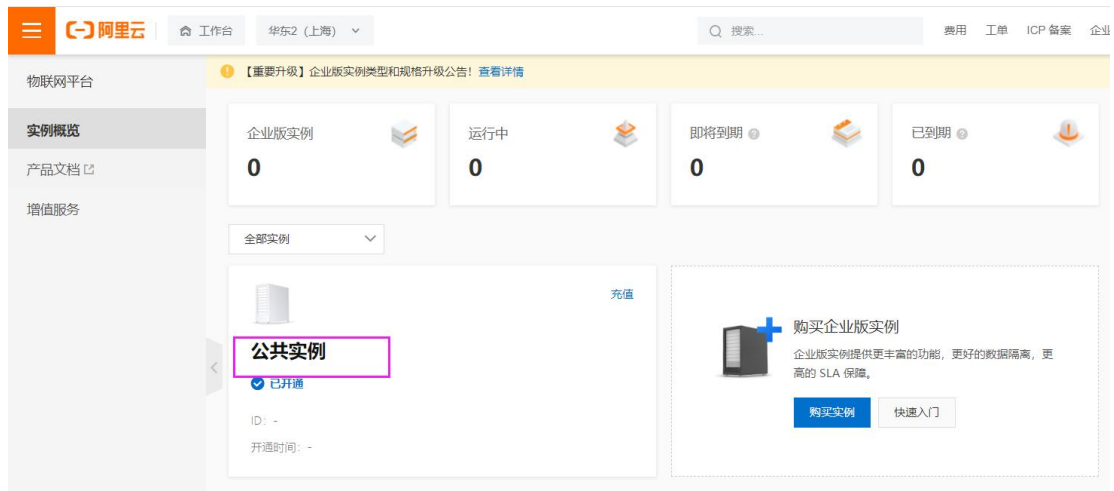 阿里云
工作台
华东2（上海）
搜索...
费用
工单
ICP 备案
企业
物联网平台
实例概览
产品文档
增值服务
【重要升级】企业版实例类型和规格升级公告！查看详情
企业版实例
0
运行中
0
即将到期
0
已到期
0
全部实例
充值
公共实例
已开通
ID： -
开通时间： -
购买企业版实例
企业版实例提供更丰富的功能，更好的数据隔离，更
高的 SLA 保障。
购买实例
快速入门